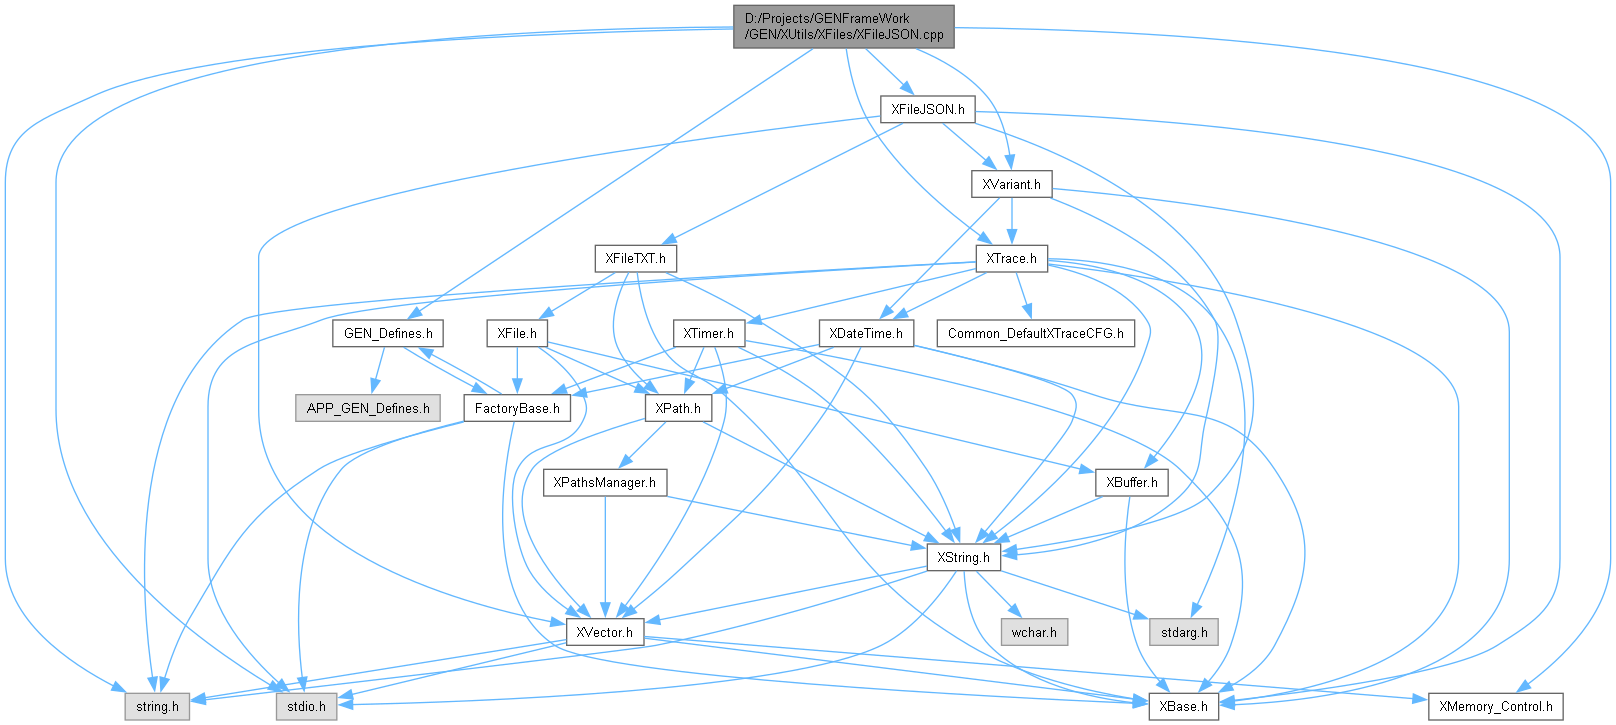 D:/Projects/GENFrameWork
/GEN/XUtils/XFiles/XFileJSON.cpp
XFileJSON.h
XVariant.h
XFileTXT.h
XTrace.h
GEN_Defines.h
XFile.h
XTimer.h
XDateTime.h
Common_DefaultXTraceCFG.h
APP_GEN_Defines.h
FactoryBase.h
XPath.h
XPathsManager.h
XBuffer.h
XString.h
XVector.h
wchar.h
stdarg.h
string.h
stdio.h
XBase.h
XMemory_Control.h